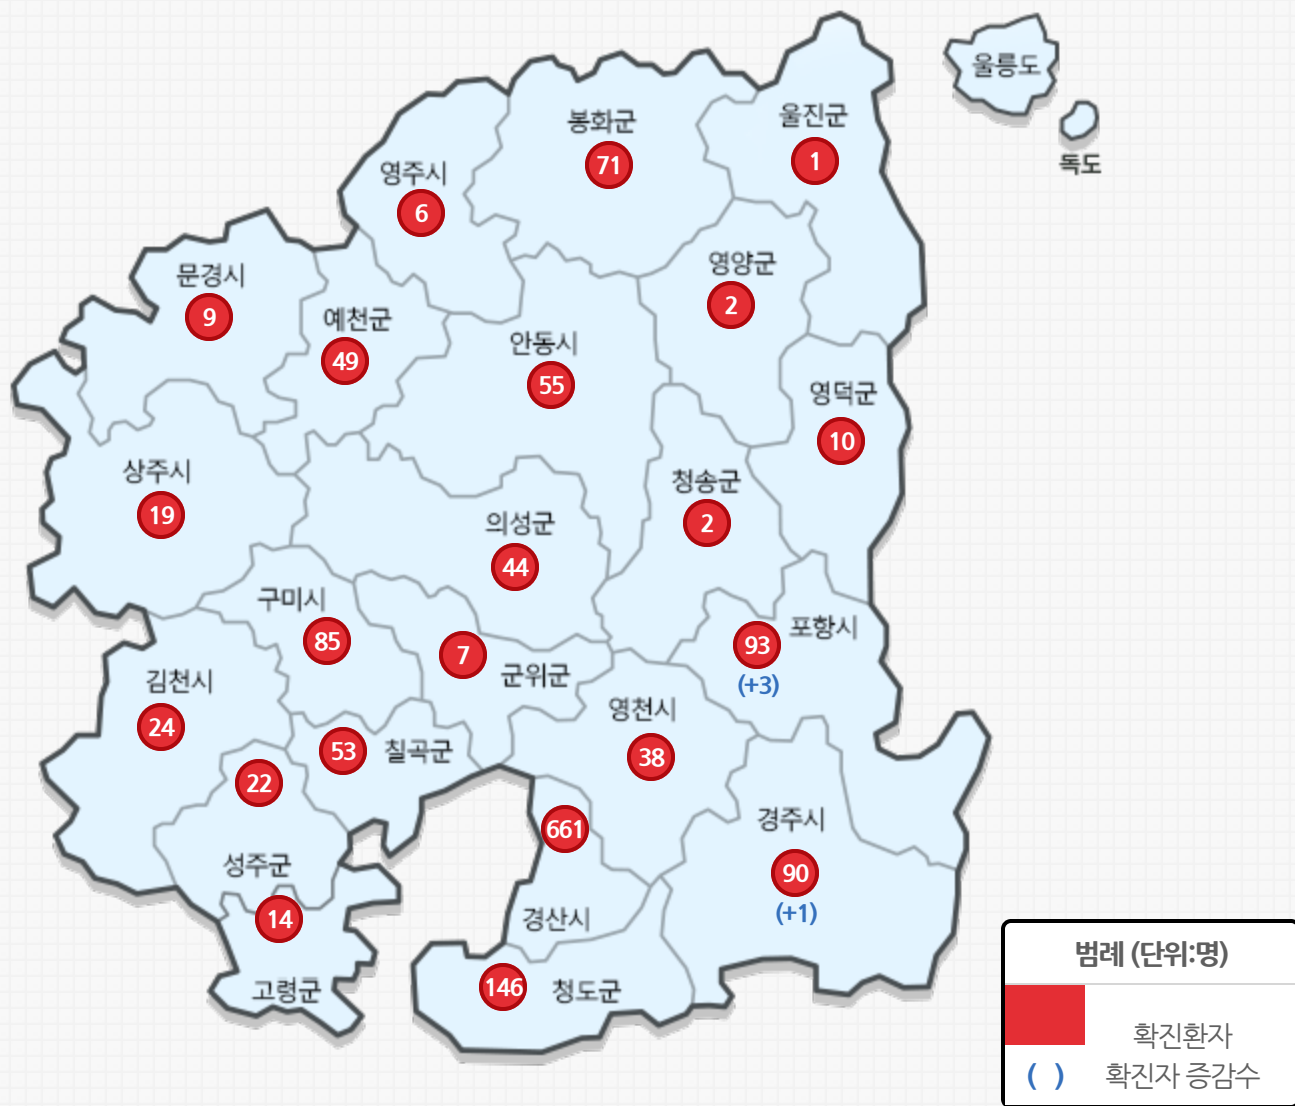 울릉도
독도
봉화군
71
울진군
1
영주시
6
영양군
2
문경시
9
예천군
49
안동시
55
영덕군
10
상주시
19
청송군
2
의성군
44
구미시
85
포항시
93
(+3)
7
군위군
김천시
24
영천시
38
53
칠곡군
22
성주군
661
경산시
경주시
90
(+1)
14
고령군
146
청도군
범례 (단위:명)
확진환자
( ) 확진자 증감수